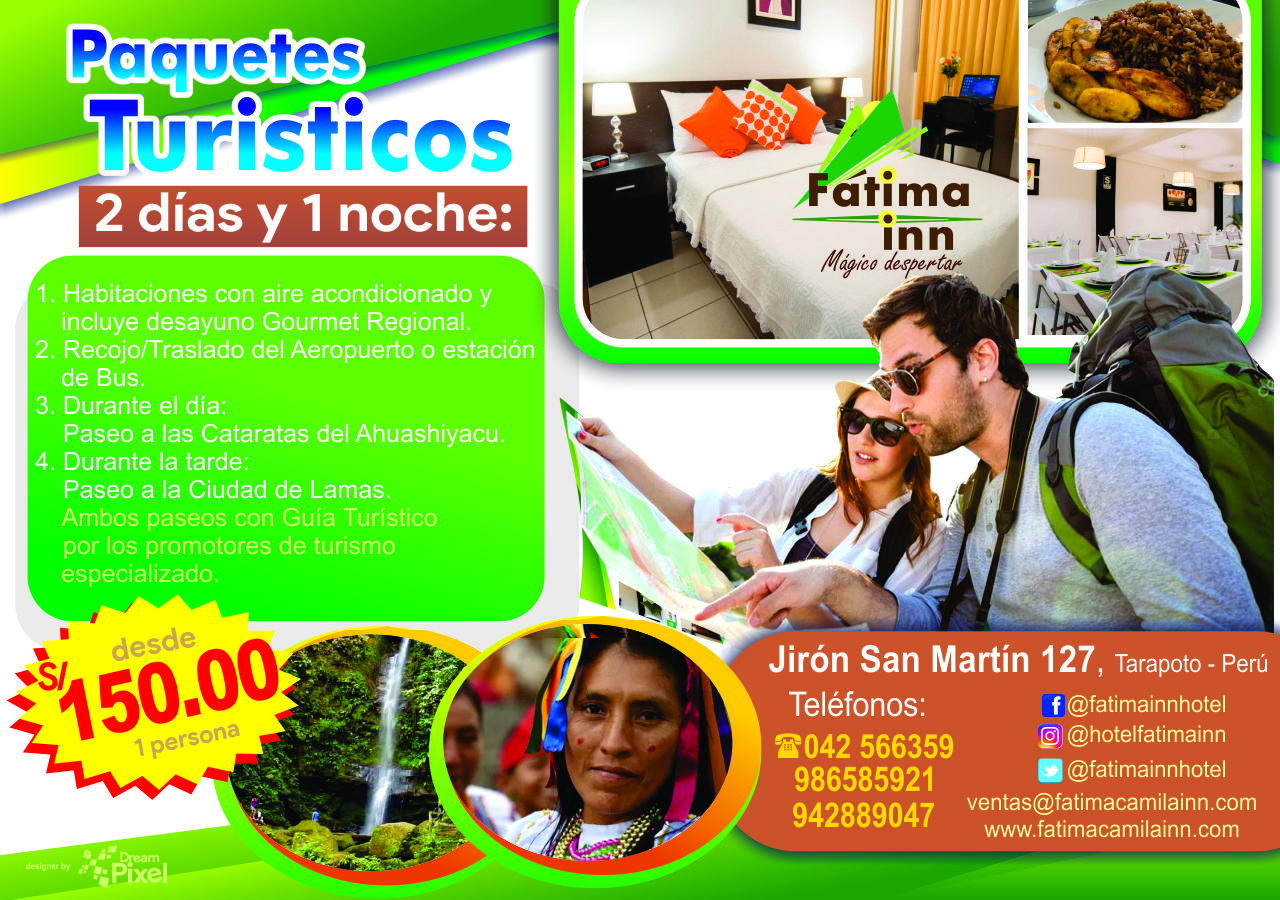 Paquetes
Turisticos
2 días y 1 noche:
1. Habitaciones con aire acondicionado y
incluye desayuno Gourmet Regional.
2. Recojo/Traslado del Aeropuerto o estación
de Bus.
3. Durante el día:
Paseo a las Cataratas del Ahuashiyacu.
4. Durante la tarde:
Paseo a la Ciudad de Lamas.
Ambos paseos con Guía Turístico
por los promotores de turismo
especializado.
desde
S/ 150.00
1 persona
Fátima
inn
Mágico despertar
Jirón San Martín 127, Tarapoto - Perú
Teléfonos:
042 566359
986585921
942889047
@fatimainnhotel
@hotelfatimainn
@fatimainnhotel
ventas@fatimacamilainn.com
www.fatimacamilainn.com
designer by Dream
Pixel